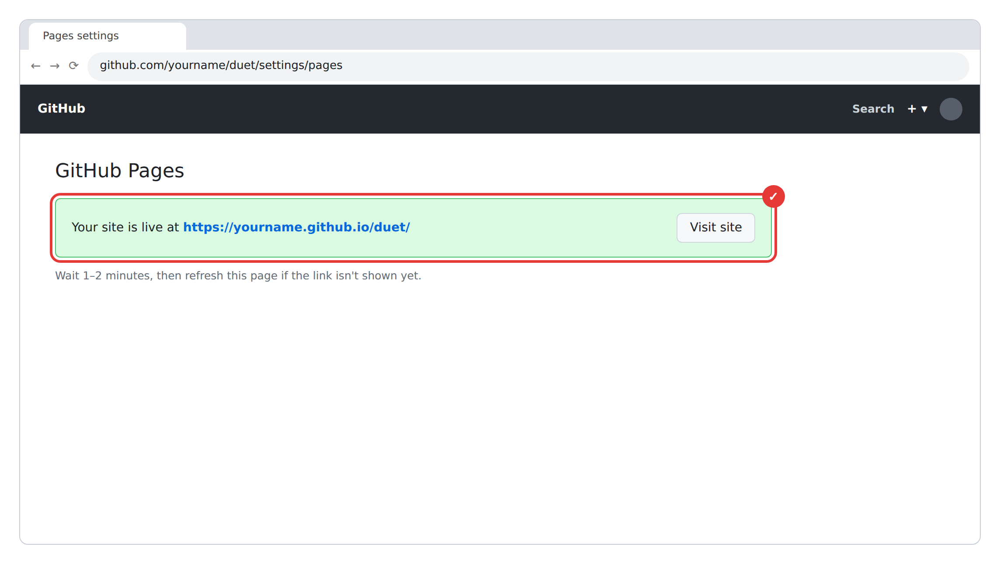 Pages settings
← → ⟳ github.com/yourname/duet/settings/pages
GitHub Search + ▼
GitHub Pages
✓
Your site is live at https://yourname.github.io/duet/ Visit site
Wait 1–2 minutes, then refresh this page if the link isn't shown yet.